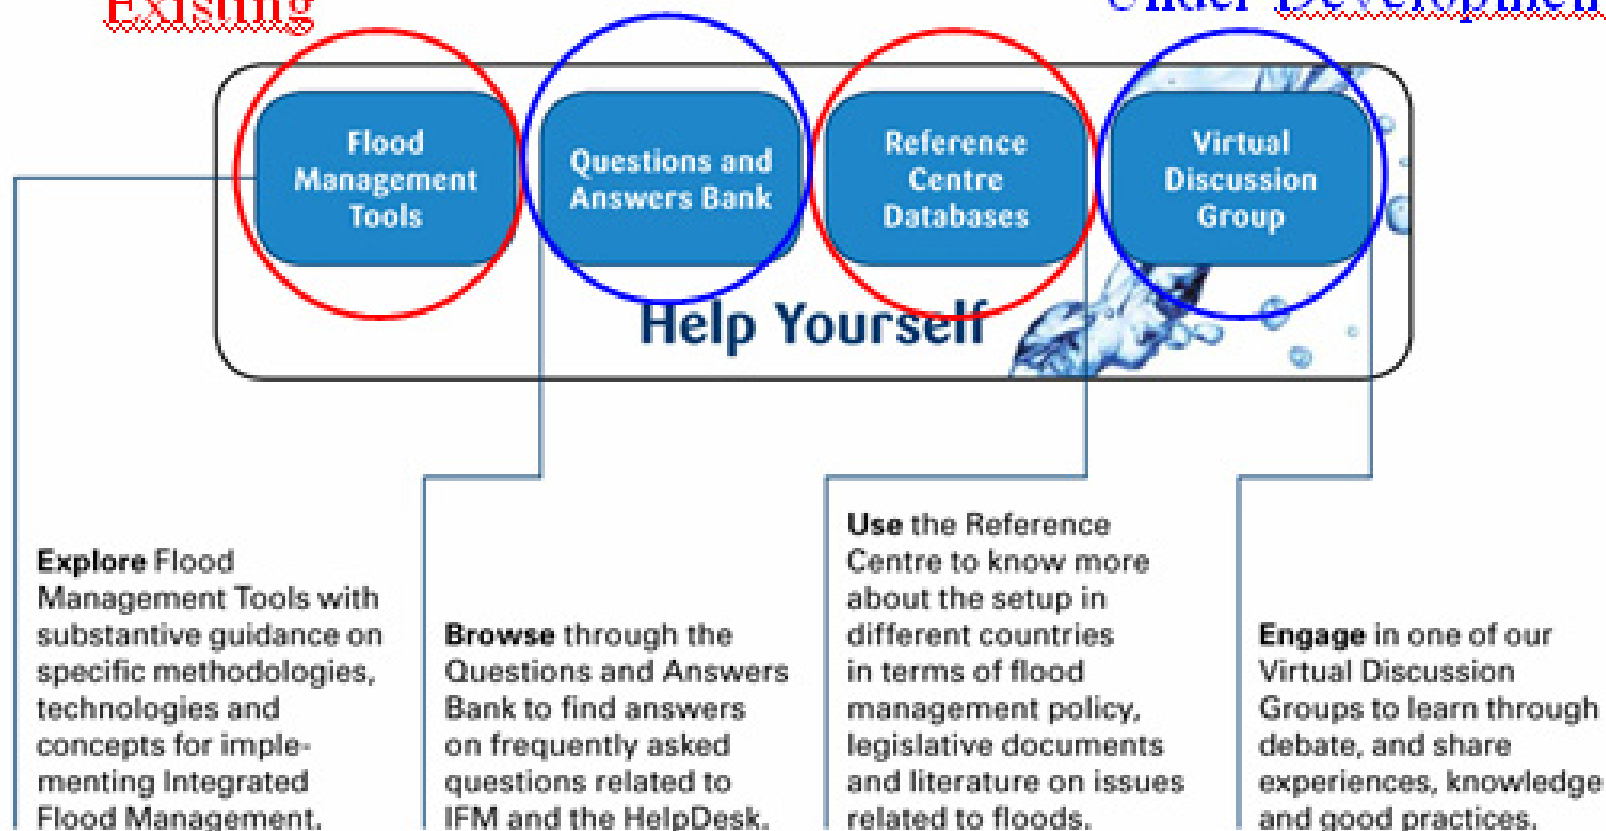 Existing
Under Development
Flood
Management
Tools
Questions and
Answers Bank
Reference
Centre
Databases
Virtual
Discussion
Group
Help Yourself
Explore Flood
Management Tools with
substantive guidance on
specific methodologies,
technologies and
concepts for imple-
menting Integrated
Flood Management.
Browse through the
Questions and Answers
Bank to find answers
on frequently asked
questions related to
IFM and the HelpDesk.
Use the Reference
Centre to know more
about the setup in
different countries
in terms of flood
management policy,
legislative documents
and literature on issues
related to floods.
Engage in one of our
Virtual Discussion
Groups to learn through
debate, and share
experiences, knowledge
and good practices.